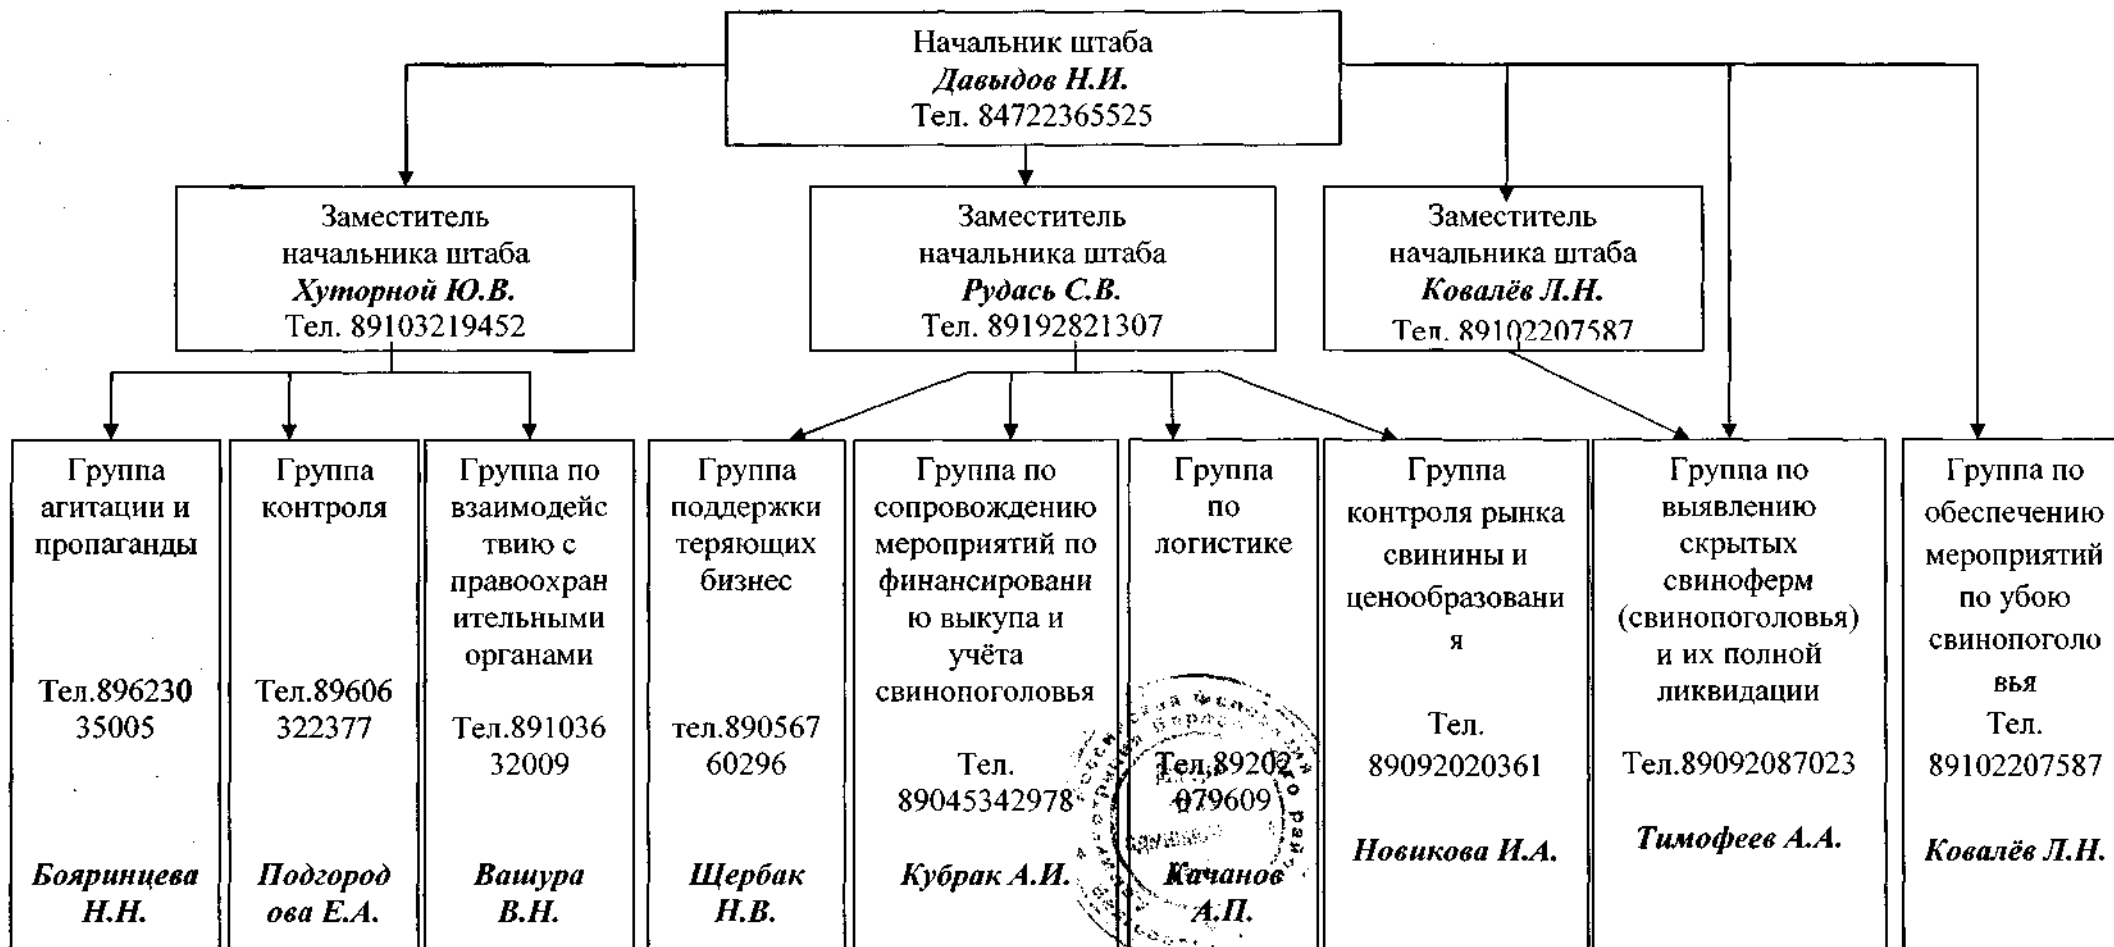 Начальник штаба
Давыдов Н.И.
Тел. 84722365525
Заместитель
начальника штаба
Хуторной Ю.В.
Тел. 89103219452
Заместитель
начальника штаба
Рудась С.В.
Тел. 89192821307
Заместитель
начальника штаба
Ковалёв Л.Н.
Тел. 89102207587
Группа
агитации и
пропаганды
Тел.896230
35005
Бояринцева
Н.Н.
Группа
контроля
Тел.89606
322377
Подгород
ова Е.А.
Группа по
взаимодейс
твию с
правоохран
ительными
органами
Тел.891036
32009
Вашура
В.Н.
Группа
поддержки
теряющих
бизнес
тел.890567
60296
Щербак
Н.В.
Группа по
сопровождению
мероприятий по
финансировани
ю выкупа и
учёта
свинопоголовья
Тел.
89045342978
Кубрак А.И.
Группа
по
логистике
Тел.89202
079609
Качанов
А.П.
Группа
контроля рынка
свинины и
ценообразовани
я
Тел.
89092020361
Новикова И.А.
Группа по
выявлению
скрытых
свиноферм
(свинопоголовья)
и их полной
ликвидации
Тел.89092087023
Тимофеев А.А.
Группа по
обеспечению
мероприятий
по убою
свинопоголо
вья
Тел.
89102207587
Ковалёв Л.Н.